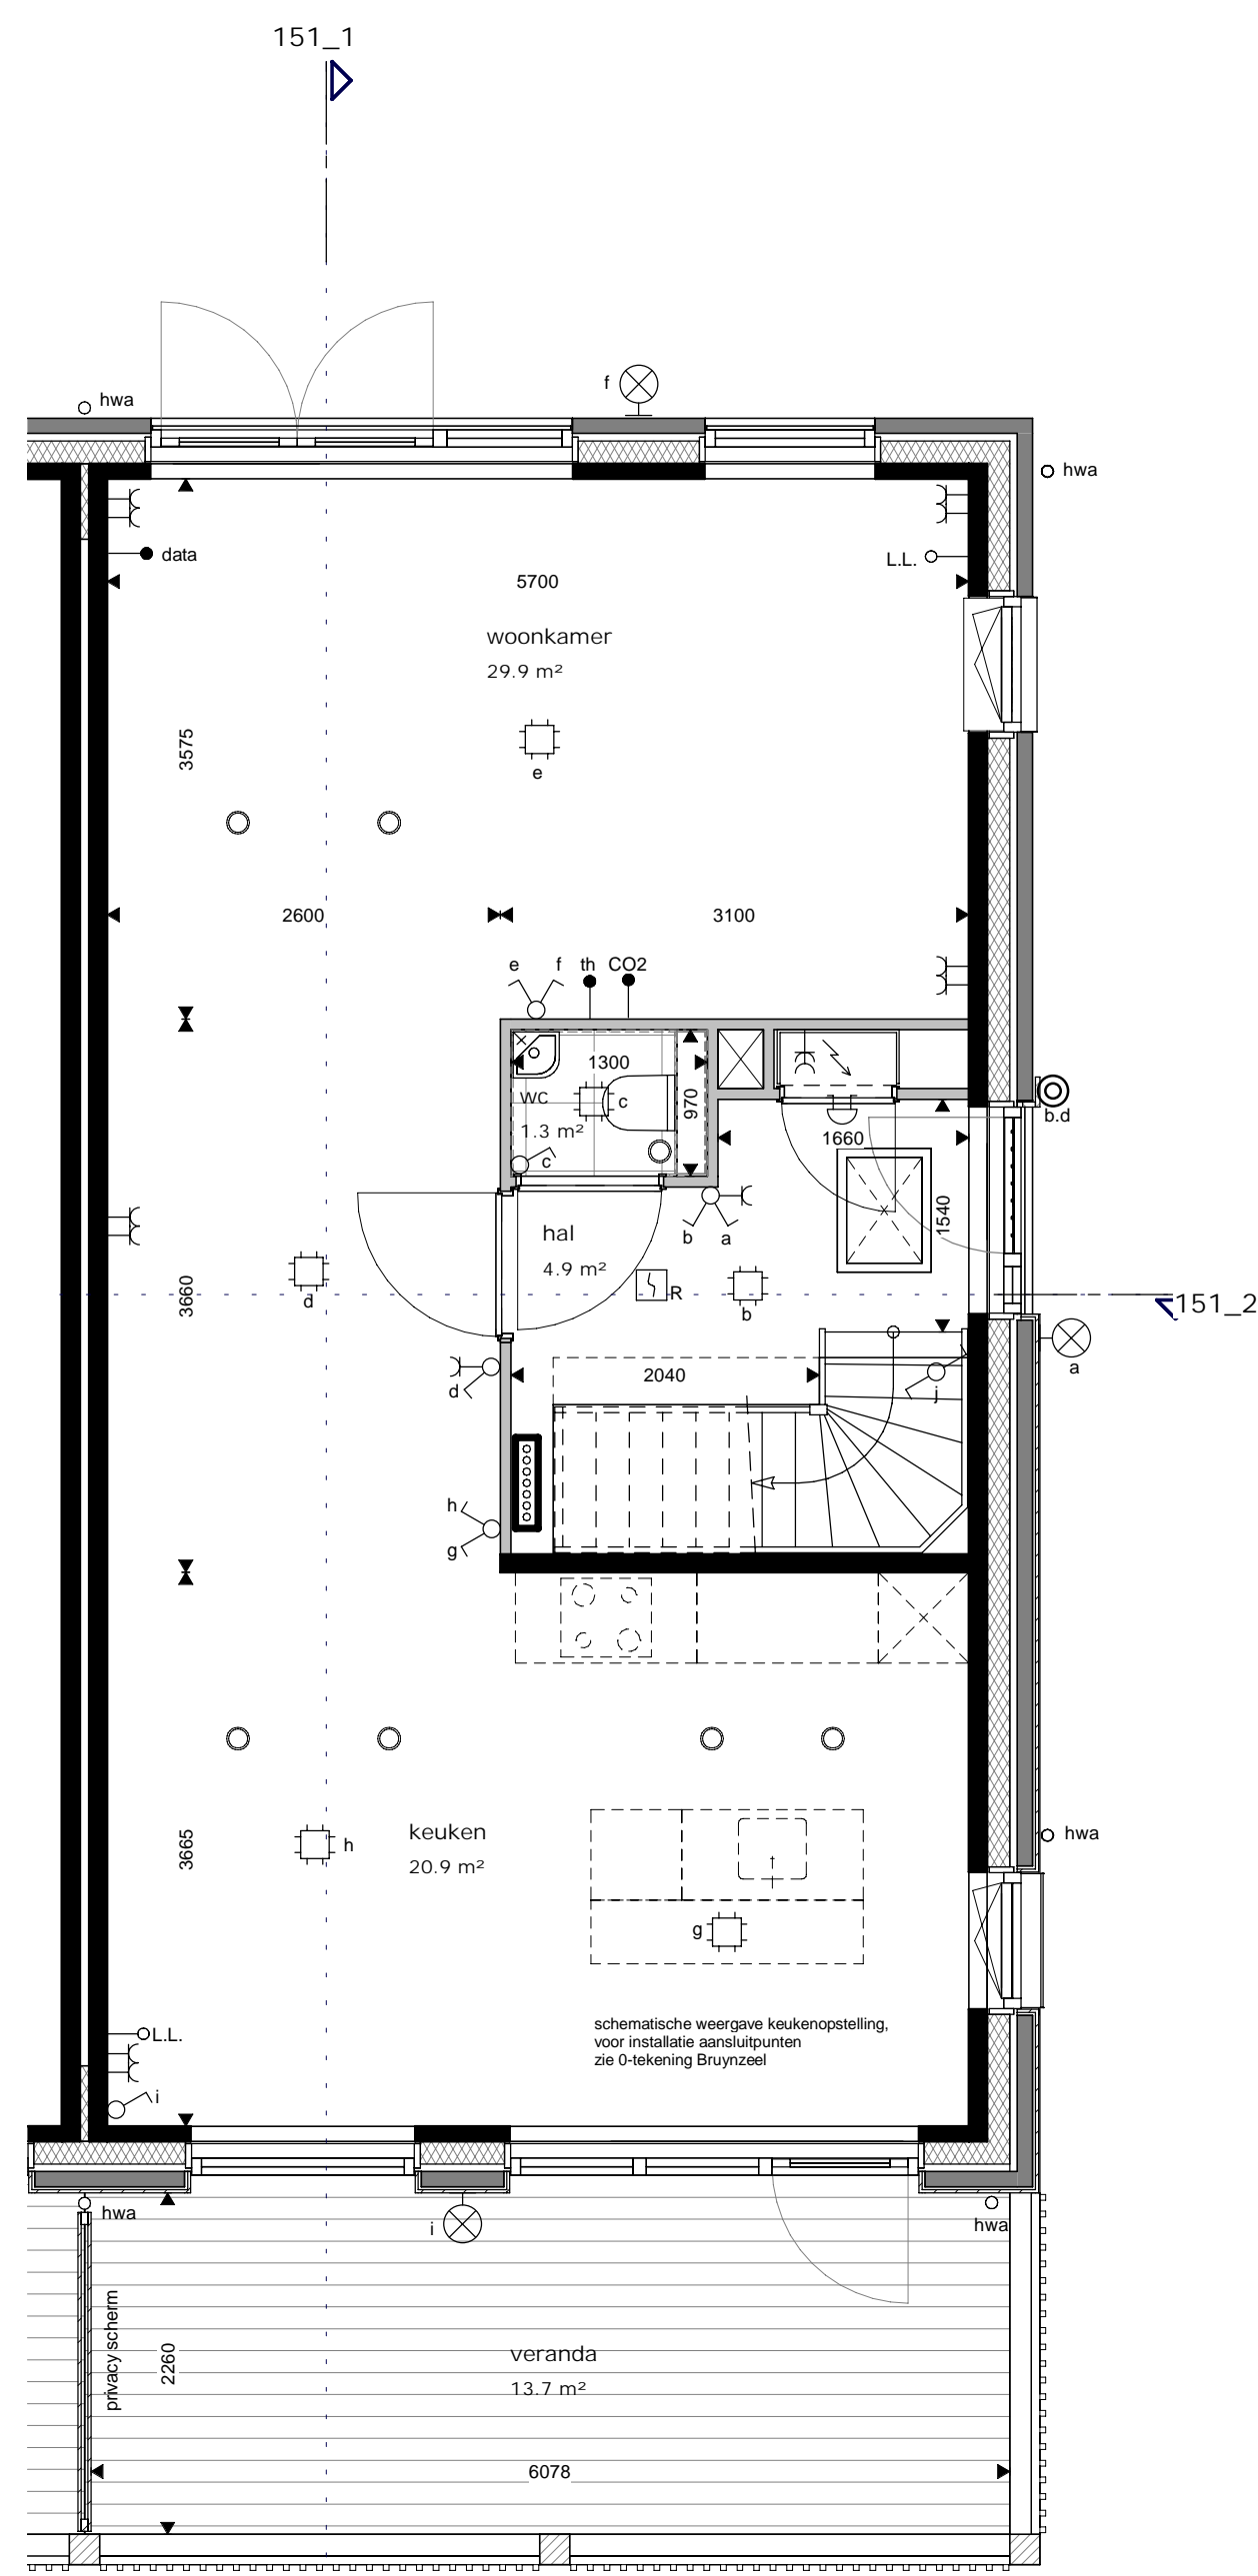 151_1
f
hwa
hwa
data
L.L.
5700
woonkamer
29.9 m²
3575
e
2600
3100
e
f
th
CO2
1300
wc
c
970
1.3 m²
c
b.d
1660
1540
b
a
hal
4.9 m²
R
b
d
3660
151_2
a
2040
d
j
h
g
keuken
20.9 m²
3665
h
hwa
g
schematische weergave keukenopstelling,
voor installatie aansluitpunten
zie 0-tekening Bruynzeel
L.L.
i
hwa
i
hwa
privacy scherm
2260
veranda
13.7 m²
6078